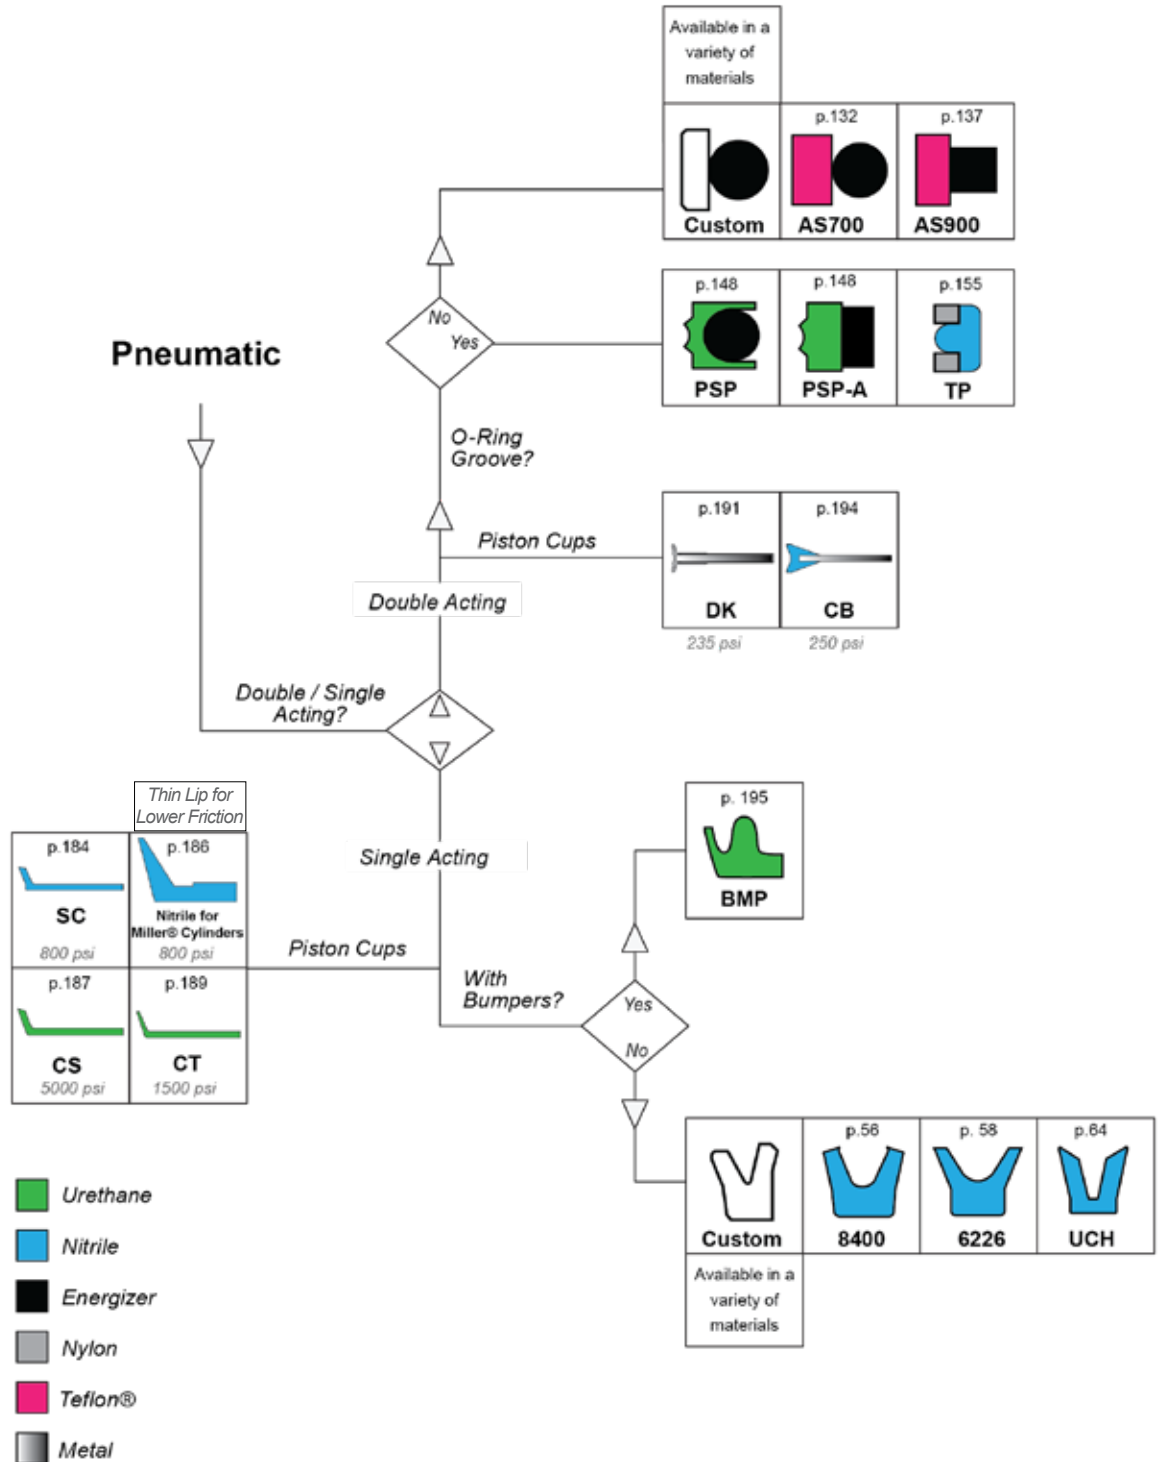 Available in a
variety of
materials
p.132
p.137
Custom
AS700
AS900
No
Yes
p.148
p.148
p.155
PSP
PSP-A
TP
Pneumatic
O-Ring
Groove?
Piston Cups
p.191
p.194
DK
CB
235 psi
250 psi
Double Acting
Double / Single
Acting?
Thin Lip for
Lower Friction
p.184
p.186
SC
Nitrile for
Miller® Cylinders
800 psi
800 psi
p.187
p.189
CS
CT
5000 psi
1500 psi
Single Acting
Piston Cups
With
Bumpers?
p. 195
BMP
Yes
No
p.56
p. 58
p.64
Custom
8400
6226
UCH
Available in a
variety of
materials
Urethane
Nitrile
Energizer
Nylon
Teflon®
Metal